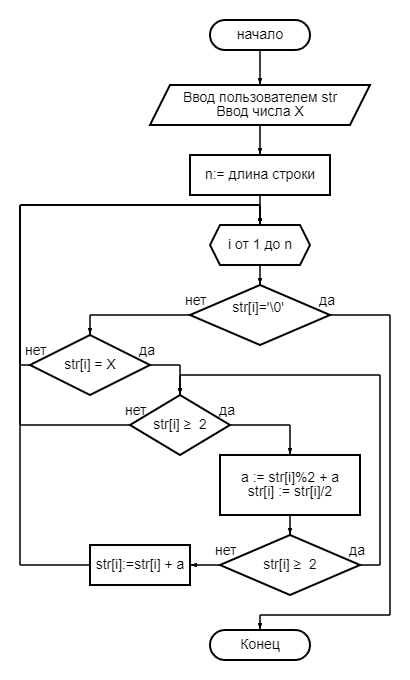 начало
Ввод пользователем str
Ввод числа X
n:= длина строки
i от 1 до n
нет
str[i]='\0'
да
нет
str[i] = X
да
нет
str[i] ≥ 2
да
a := str[i]%2 + a
str[i] := str[i]/2
нет
str[i] ≥ 2
да
str[i]:=str[i] + a
Конец